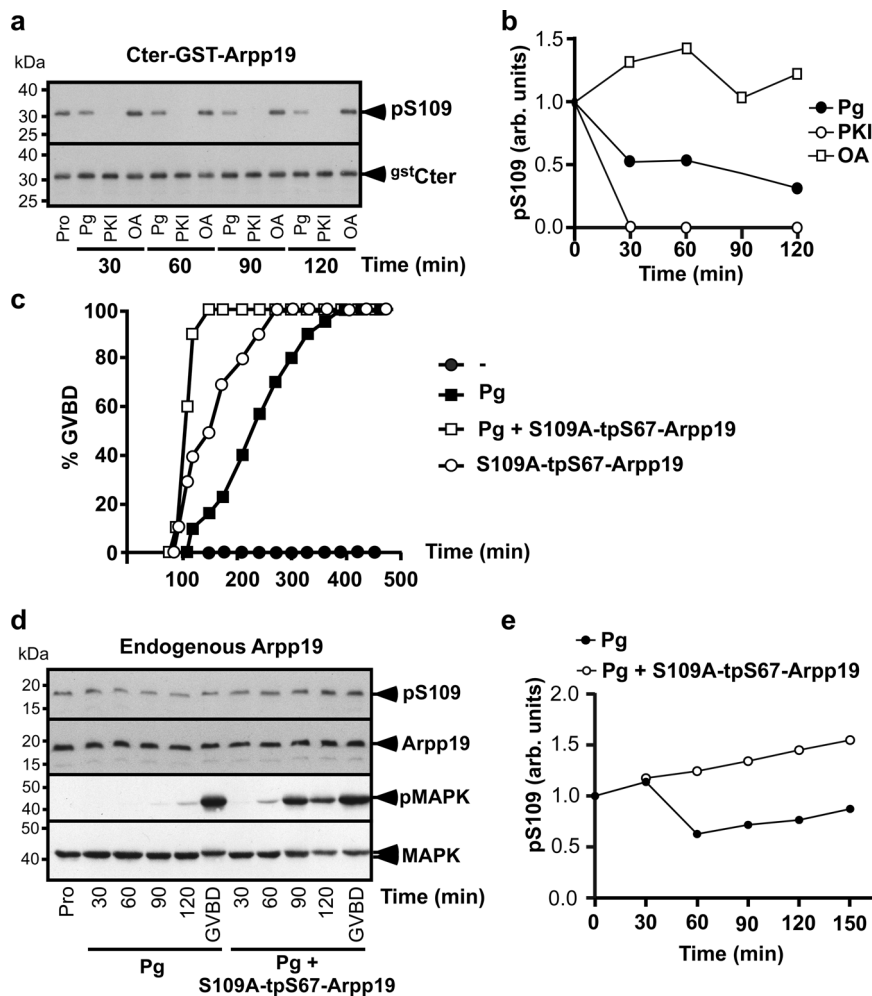 a
Cter-GST-Arpp19
kDa
40
30
25
pS109
40
30
25
gstCter
Pro Pg PKI OA Pg PKI OA Pg PKI OA Pg PKI OA
30 60 90 120 Time (min)
b
pS109 (arb. units)
1.5
1.0
0.5
0.0
0 30 60 90 120
Time (min)
Pg
PKI
OA
c
% GVBD
100
80
60
40
20
0
100 200 300 400 500
Time (min)
-
Pg
Pg + S109A-tpS67-Arpp19
S109A-tpS67-Arpp19
d
Endogenous Arpp19
kDa
20
15
pS109
20
15
Arpp19
50
40
pMAPK
50
40
MAPK
Pro 30 60 90 120 GVBD 30 60 90 120 GVBD Time (min)
Pg
Pg +
S109A-tpS67-Arpp19
e
Pg
Pg + S109A-tpS67-Arpp19
pS109 (arb. units)
2.0
1.5
1.0
0.5
0.0
0 30 60 90 120 150
Time (min)